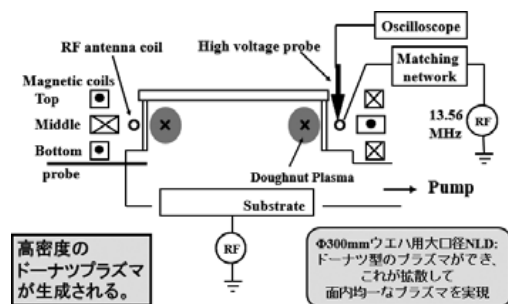 Oscilloscope
High voltage probe
RF antenna coil
Matching
network
Magnetic coils
Top
Middle
13.56
MHz
RF
Bottom
probe
Doughnut Plasma
Pump
Substrate
RF
高密度の
ドーナツプラズマ
が生成される。
Φ300mmウエハ用大口径NLD:
ドーナツ型のプラズマができ、
これが拡散して
面内均一なプラズマを実現